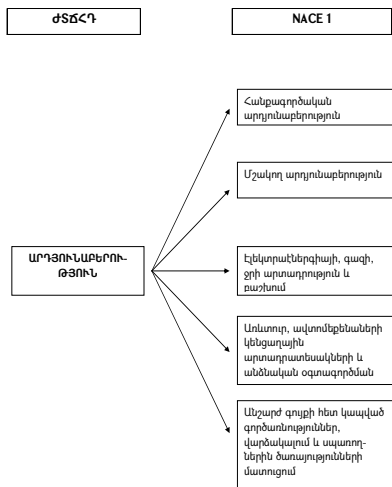 ԺՏՃՀԴ
NACE 1
Հանքագործական
արդյունաբերություն
Մշակող արդյունաբերություն
ԱՐԴՅՈՒՆԱԲԵՐՈՒ-
ԹՅՈՒՆ
Էլեկտրաէներգիայի, գազի,
ջրի արտադրություն և
բաշխում
Առևտուր, ավտոմեքենաների
կենցաղային
արտադրատեսակների և
անձնական օգտագործման
Անշարժ գույքի հետ կապված
գործառնություններ,
վարձակալում և սպառող-
ներին ծառայությունների
մատուցում